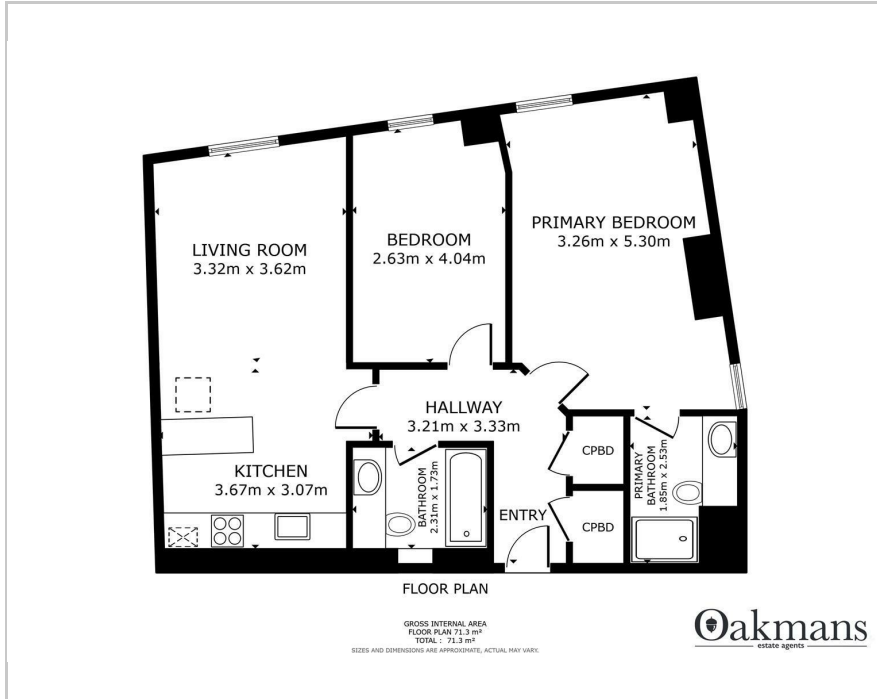 LIVING ROOM
3.32m x 3.62m
BEDROOM
2.63m x 4.04m
PRIMARY BEDROOM
3.26m x 5.30m
HALLWAY
3.21m x 3.33m
KITCHEN
3.67m x 3.07m
BATHROOM
2.31m x 1.73m
ENTRY
CPBD
CPBD
PRIMARY
BATHROOM
1.85m x 2.53m
FLOOR PLAN
GROSS INTERNAL AREA
FLOOR PLAN 71.3 m²
TOTAL : 71.3 m²
SIZES AND DIMENSIONS ARE APPROXIMATE, ACTUAL MAY VARY.
Oakmans
estate agents